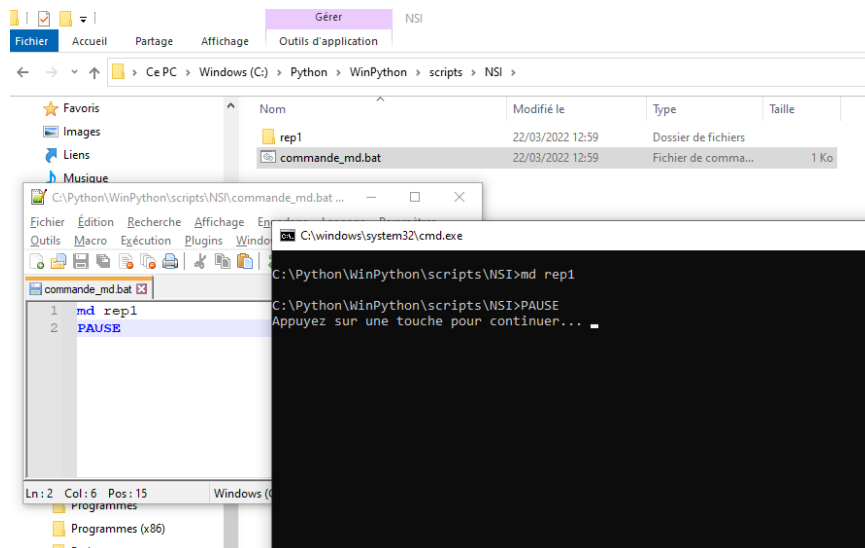 Gérer
NSI
Fichier Accueil Partage Affichage Outils d'application
Ce PC > Windows (C:) > Python > WinPython > scripts > NSI >
Favoris
Images
Liens
Musique
Nom Modifié le Type Taille
rep1 22/03/2022 12:59 Dossier de fichiers
commande_md.bat 22/03/2022 12:59 Fichier de comma... 1 Ko
C:\Python\WinPython\scripts\NSI\commande_md.bat ...
Fichier Édition Recherche Affichage
Outils Macro Exécution Plugins
commande_md.bat
1 md rep1
2 PAUSE
Ln : 2 Col : 6 Pos : 15 Windows (
C:\windows\system32\cmd.exe
C:\Python\WinPython\scripts\NSI>md rep1
C:\Python\WinPython\scripts\NSI>PAUSE
Appuyez sur une touche pour continuer...
Programmes
Programmes (x86)